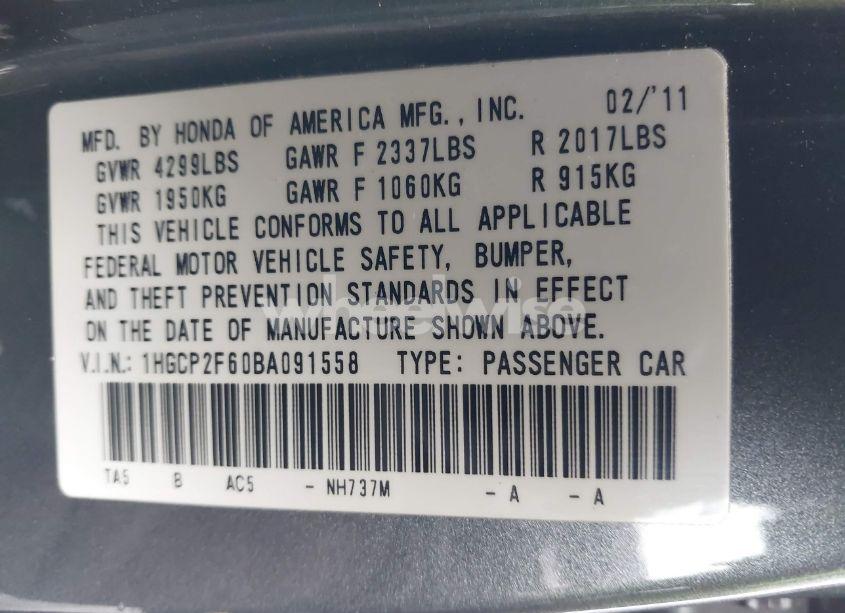 MFD. BY HONDA OF AMERICA MFG., INC. 02/'11
GVWR 4299LBS GAWR F 2337LBS R 2017LBS
GVWR 1950KG GAWR F 1060KG R 915KG
THIS VEHICLE CONFORMS TO ALL APPLICABLE
FEDERAL MOTOR VEHICLE SAFETY, BUMPER,
AND THEFT PREVENTION STANDARDS IN EFFECT
wheelwise
ON THE DATE OF MANUFACTURE SHOWN ABOVE.
V.I.N.: 1HGCP2F60BA091558 TYPE: PASSENGER CAR
TA5 B AC5 - NH737M - A - A